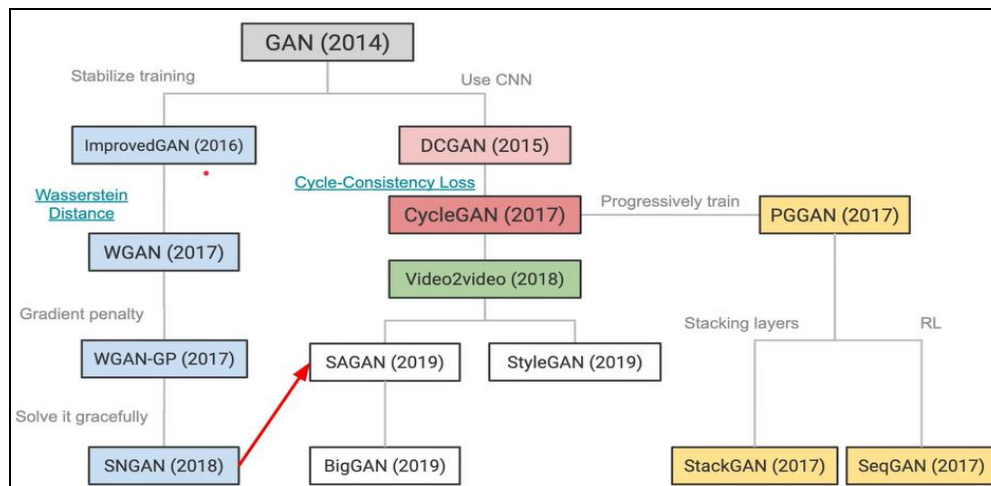 GAN (2014)
Stabilize training
Use CNN
ImprovedGAN (2016)
DCGAN (2015)
Wasserstein
Distance
Cycle-Consistency Loss
CycleGAN (2017)
Progressively train
PGGAN (2017)
WGAN (2017)
Video2video (2018)
Gradient penalty
Stacking layers
RL
WGAN-GP (2017)
SAGAN (2019)
StyleGAN (2019)
Solve it gracefully
SNGAN (2018)
BigGAN (2019)
StackGAN (2017)
SeqGAN (2017)